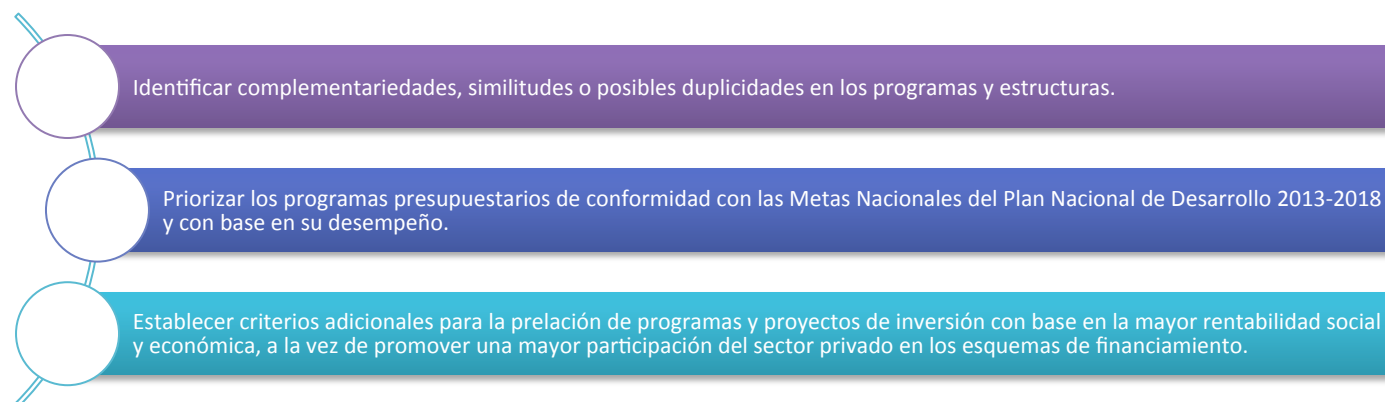 Identificar complementariedades, similitudes o posibles duplicidades en los programas y estructuras.
Priorizar los programas presupuestarios de conformidad con las Metas Nacionales del Plan Nacional de Desarrollo 2013-2018
y con base en su desempeño.
Establecer criterios adicionales para la prelación de programas y proyectos de inversión con base en la mayor rentabilidad social
y económica, a la vez de promover una mayor participación del sector privado en los esquemas de financiamiento.